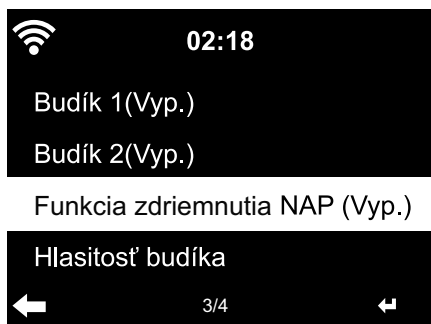 02:18
Budík 1(Vyp.)
Budík 2(Vyp.)
Funkcia zdriemnutia NAP (Vyp.)
Hlasitosť budíka
3/4